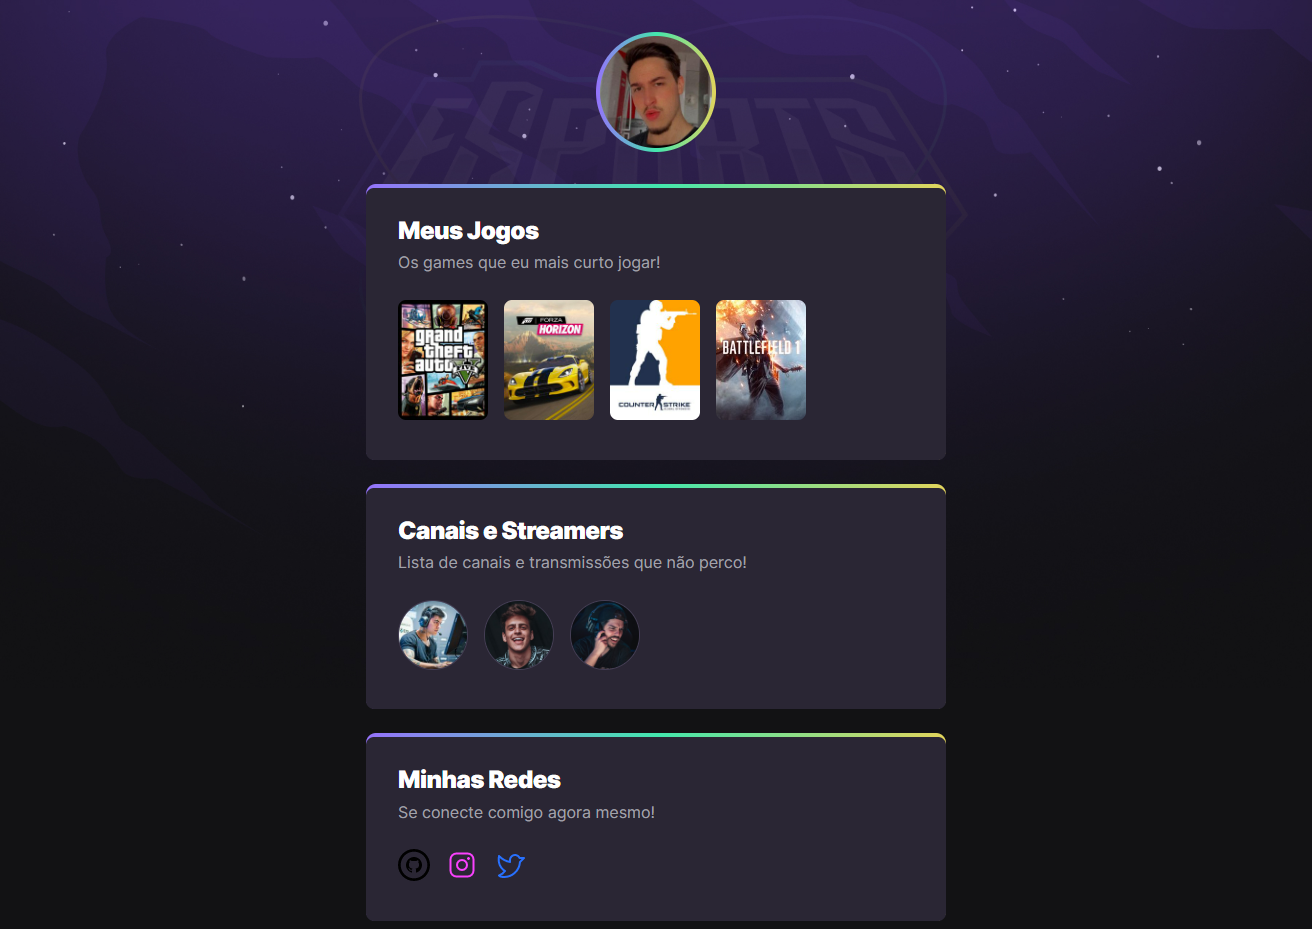 ESPORTS
Meus Jogos
Os games que eu mais curto jogar!
grand
theft
auto
V
FORZA
HORIZON
COUNTER STRIKE
BATTLEFIELD 1
Canais e Streamers
Lista de canais e transmissões que não perco!
Minhas Redes
Se conecte comigo agora mesmo!